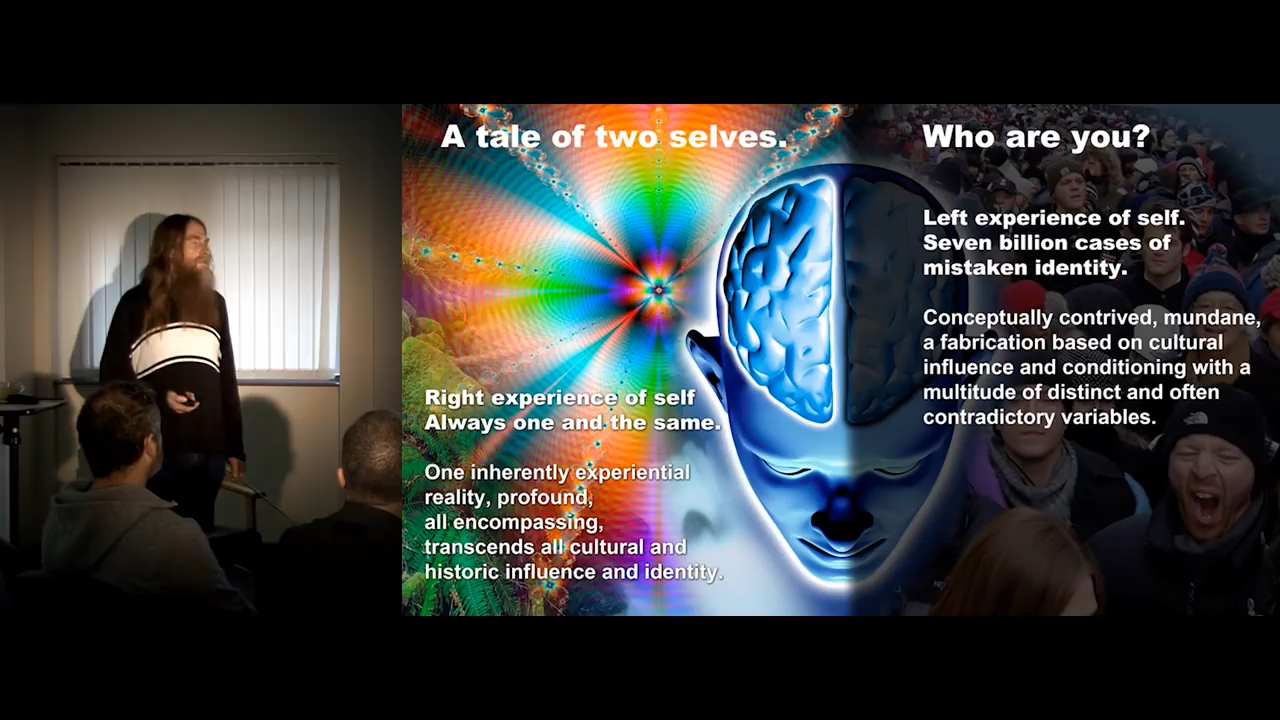 A tale of two selves.
Who are you?
Left experience of self.
Seven billion cases of
mistaken identity.
Conceptually contrived, mundane,
a fabrication based on cultural
influence and conditioning with a
multitude of distinct and often
contradictory variables.
Right experience of self
Always one and the same.
One inherently experiential
reality, profound,
all encompassing,
transcends all cultural and
historic influence and identity.